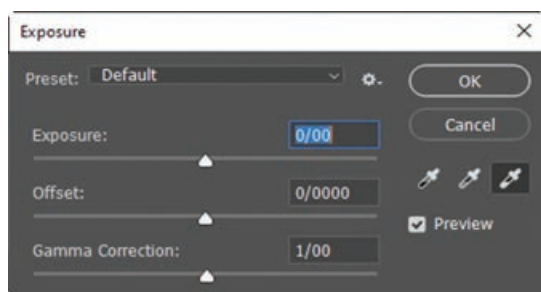 Exposure
Preset: Default
OK
Exposure: 0/00
Cancel
Offset: 0/0000
Preview
Gamma Correction: 1/00